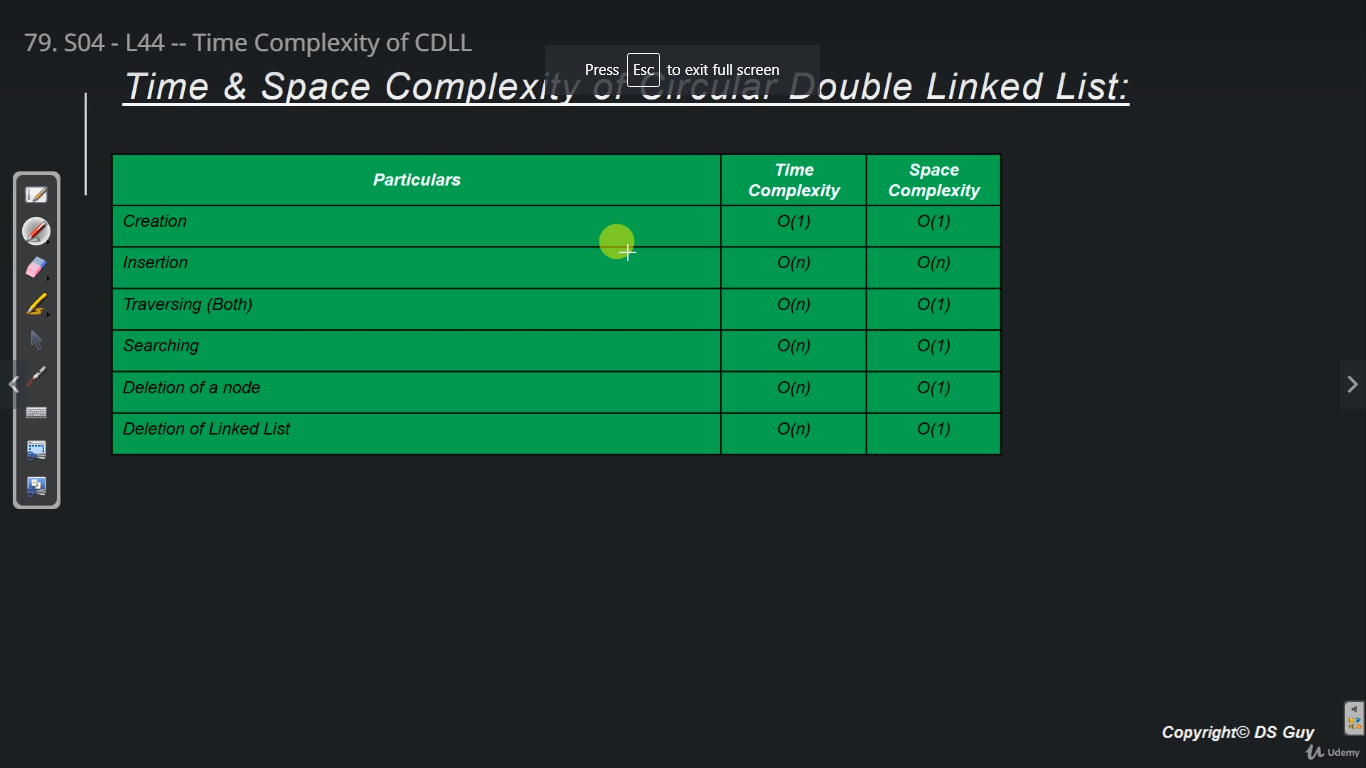 79. S04 - L44 -- Time Complexity of CDLL
Press Esc to exit full screen
Time & Space Complexity of Circular Double Linked List:
Particulars Time Complexity Space Complexity
Creation O(1) O(1)
Insertion O(n) O(n)
Traversing (Both) O(n) O(1)
Searching O(n) O(1)
Deletion of a node O(n) O(1)
Deletion of Linked List O(n) O(1)
Copyright© DS Guy
Udemy